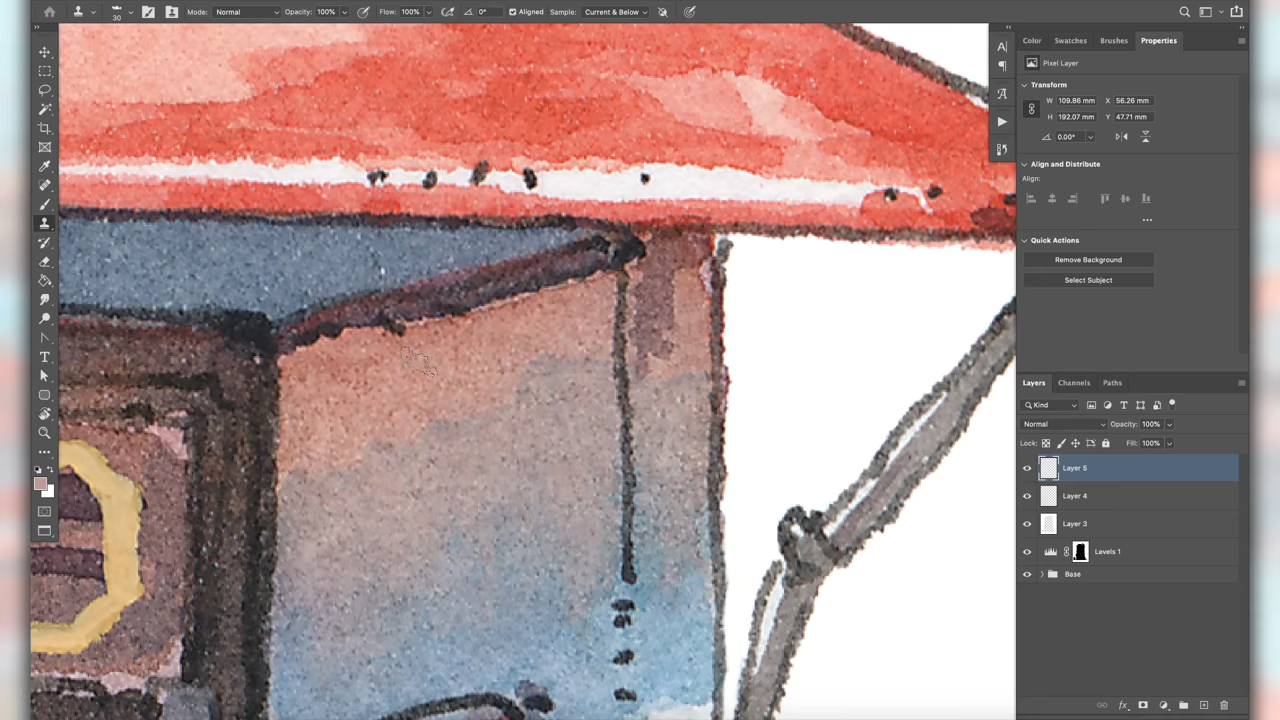 30 Mode: Normal Opacity: 100% Flow: 100% 0° Aligned Sample: Current & Below
Color Swatches Brushes Properties
Pixel Layer
Transform
W 109.86 mm X 56.26 mm
H 192.07 mm Y 47.71 mm
0.00°
Align and Distribute
Align:
Quick Actions
Remove Background
Select Subject
Layers Channels Paths
Kind
Normal Opacity: 100%
Lock: Fill: 100%
Layer 5
Layer 4
Layer 3
Levels 1
Base
fx